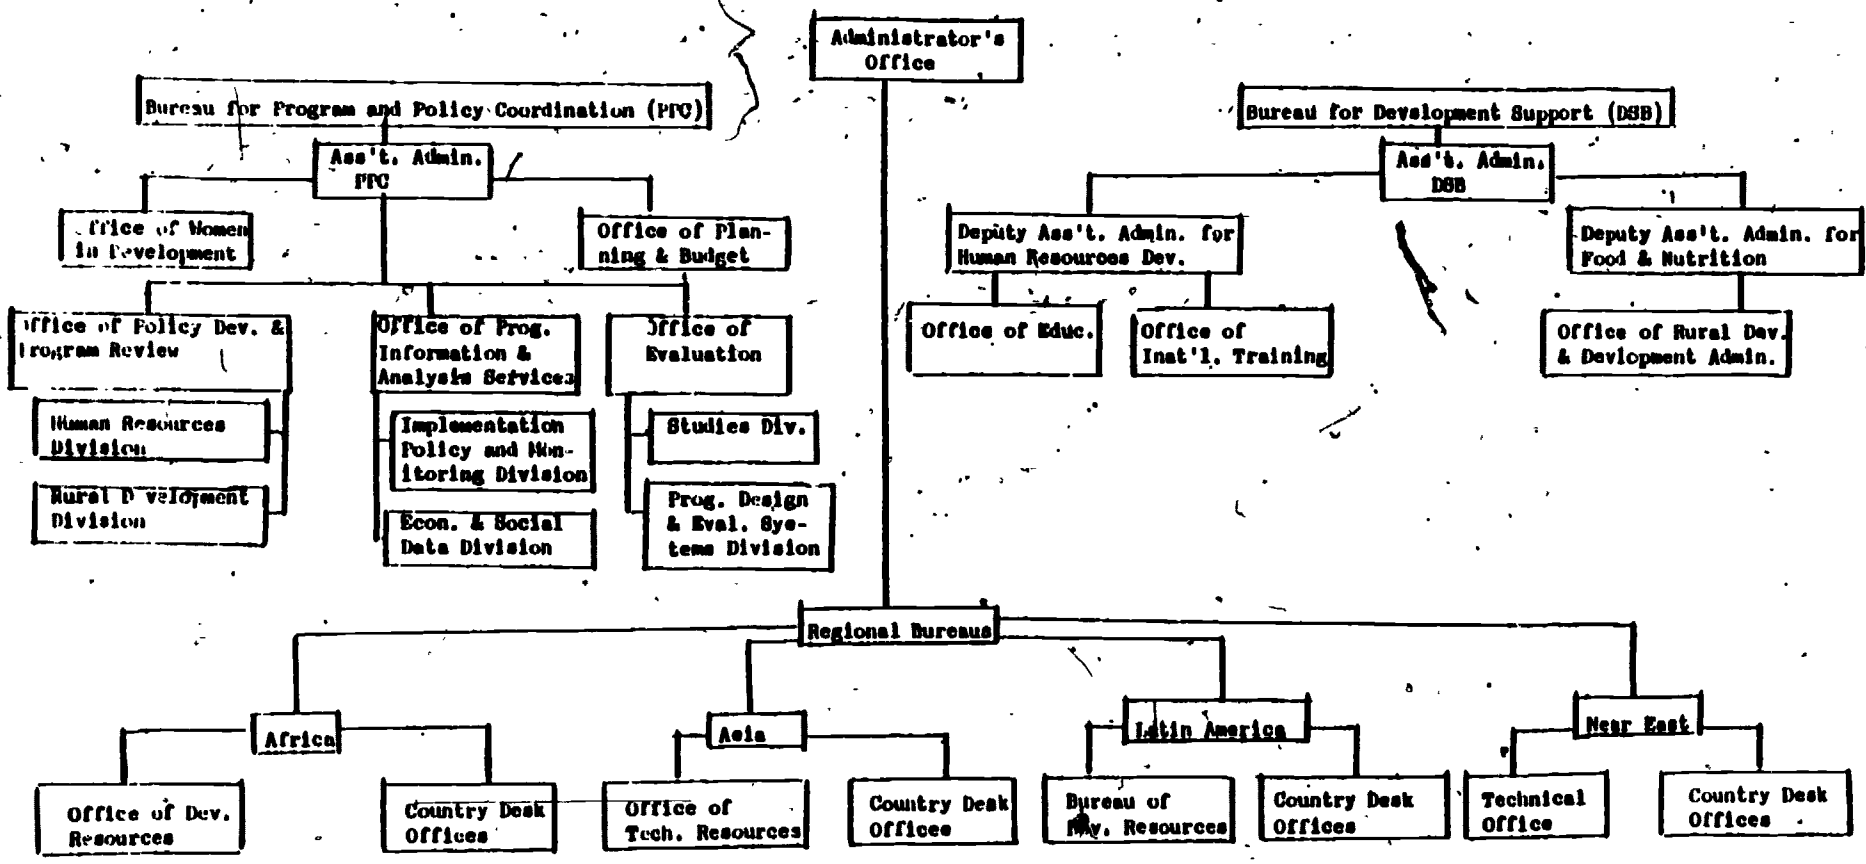 Administrator's
Office
Bureau for Program and Policy Coordination (PPC)
Ass't. Admin.
PPC
Office of Women
in Development
Office of Plan-
ning & Budget
Office of Policy Dev. &
Program Review
Human Resources
Division
Rural Development
Division
Office of Prog.
Information &
Analysis Services
Implementation
Policy and Mon-
itoring Division
Econ. & Social
Data Division
Office of
Evaluation
Studies Div.
Prog. Design
& Eval. Sys-
tems Division
Bureau for Development Support (DSB)
Ass't. Admin.
DSB
Deputy Ass't. Admin. for
Human Resources Dev.
Office of Educ.
Office of
Inat'l. Training
Deputy Ass't. Admin. for
Food & Nutrition
Office of Rural Dev.
& Devlopment Admin.
Regional Bureaus
Africa
Office of Dev.
Resources
Country Desk
Offices
Asia
Office of
Tech. Resources
Country Desk
Offices
Latin America
Bureau of
Resources
Country Desk
Offices
Near East
Technical
Office
Country Desk
Offices